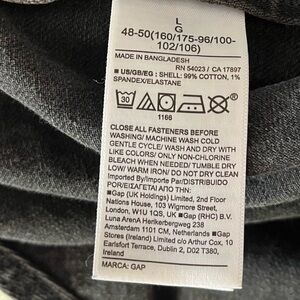 L
G
48-50(160/175-96/100-
102/106)
MADE IN BANGLADESH
RN 54023 / CA 17897
■ US/GB/EG : SHELL: 99% COTTON, 1%
SPANDEX/ELASTANE
30
1166
CLOSE ALL FASTENERS BEFORE
WASHING/ MACHINE WASH COLD
GENTLE CYCLE/ WASH AND DRY WITH
LIKE COLORS/ ONLY NON-CHLORINE
BLEACH WHEN NEEDED/ TUMBLE DRY
LOW/ WARM IRON/ DO NOT DRY CLEAN
Imported By/Importe Par/DISTRIBUIDO
POR/ΕΙΣΑΓΕΤΑΙ ΑΠΟ ΤΗΝ:
■Gap (UK Holdings) Limited, 2nd Floor
Nations House, 103 Wigmore Street,
London, W1U 1QS, UK ■Gap (RHC) B.V.
Luna ArenA Herikerbergweg 238
Amsterdam 1101 CM NL ■Gap
Stores (Ireland) Limited c/o Arthur Cox, 10
Earlsfort Terrace, Dublin 2, D02 T380,
Ireland
MARCA: GAP